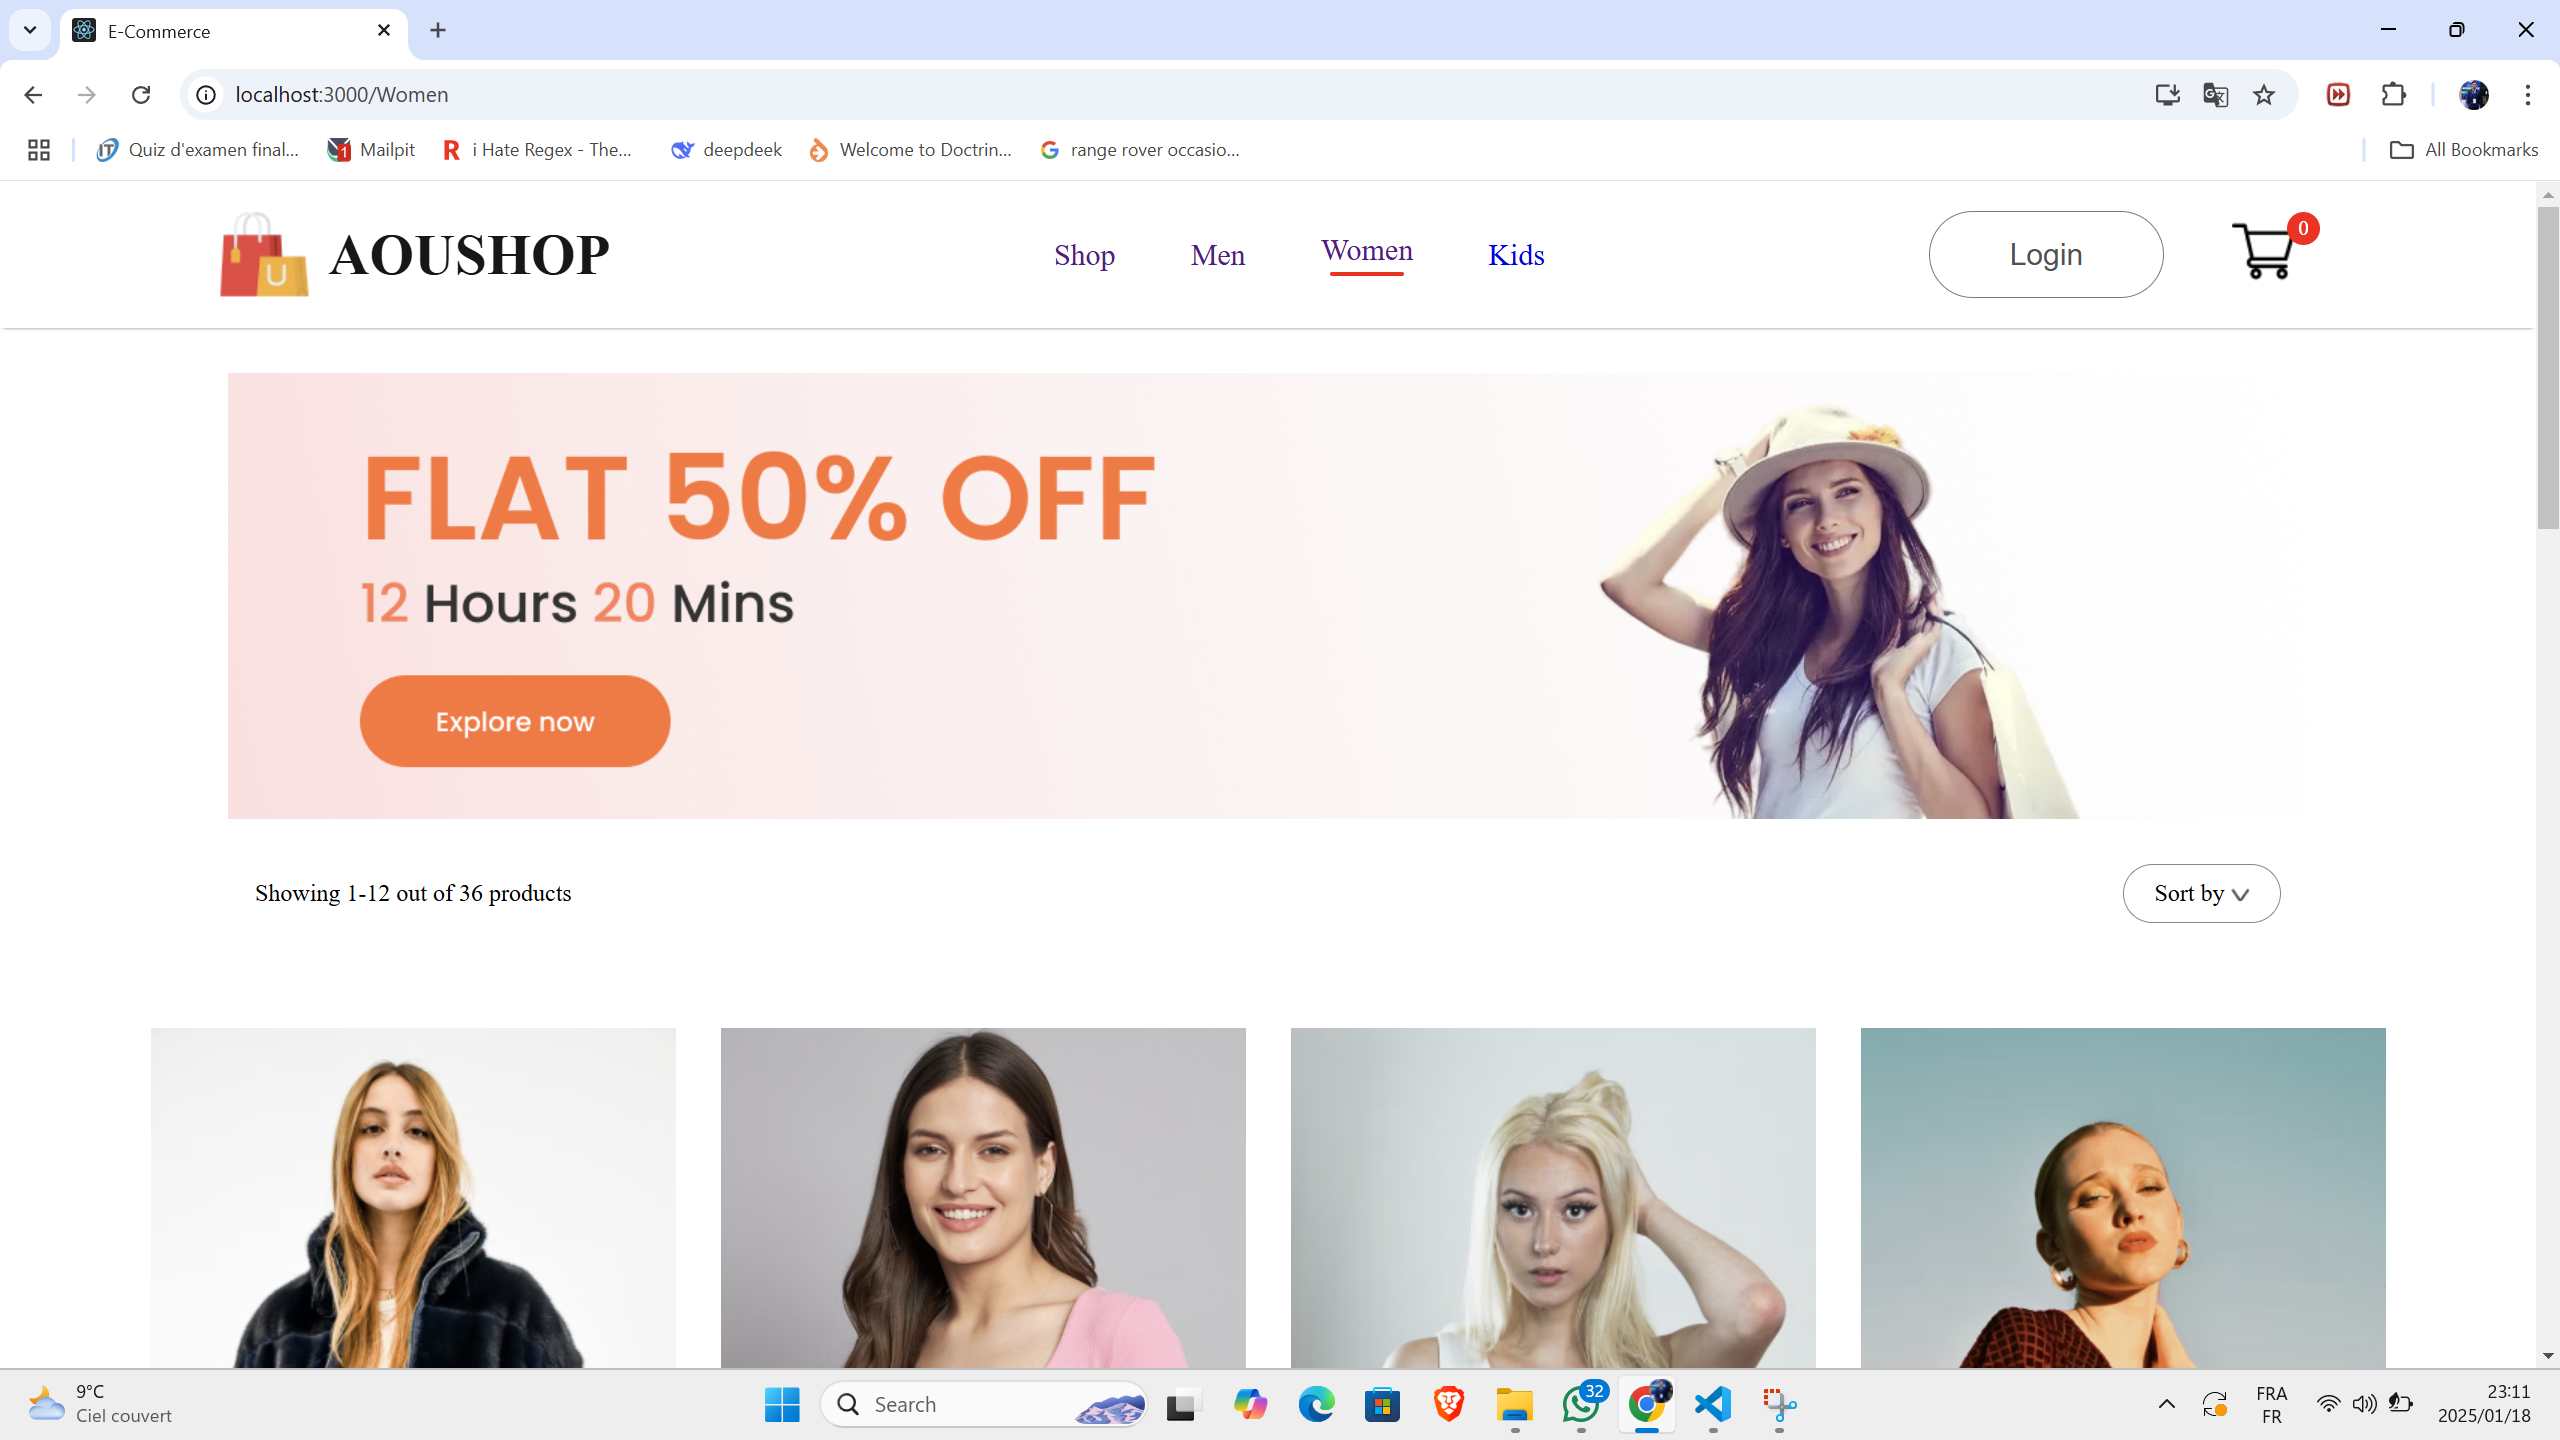 E-Commerce
localhost:3000/Women
Quiz d'examen final...
1
Mailpit
i Hate Regex - The...
deepdeek
Welcome to Doctrin...
range rover occasio...
All Bookmarks
U
AOUSHOP
Shop
Men
Women
Kids
Login
0
FLAT 50% OFF
12 Hours 20 Mins
Explore now
Showing 1-12 out of 36 products
Sort by
9°C
Ciel couvert
Search
32
FRA
FR
23:11
2025/01/18